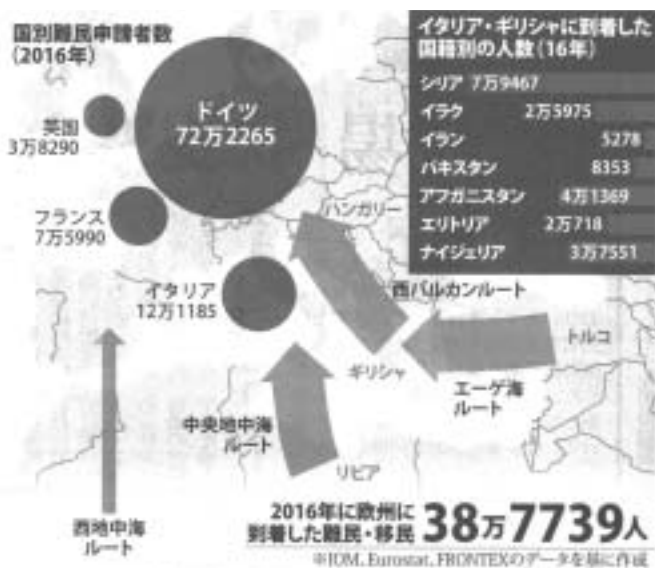 国別難民申請者数
(2016年)
ドイツ
72万2265
英国
3万8290
フランス
7万5990
イタリア
12万1185
イタリア・ギリシャに到着した
国籍別の人数(16年)
シリア 7万9467
イラク 2万5975
イラン 5278
パキスタン 8353
アフガニスタン 4万1369
エリトリア 2万718
ナイジェリア 3万7551
ハンガリー
西バルカンルート
トルコ
エーゲ海
ルート
ギリシャ
中央地中海
ルート
リビア
西地中海
ルート
2016年に欧州に
到着した難民・移民 38万7739人
※IOM、Eurostat、FRONTEXのデータを基に作成